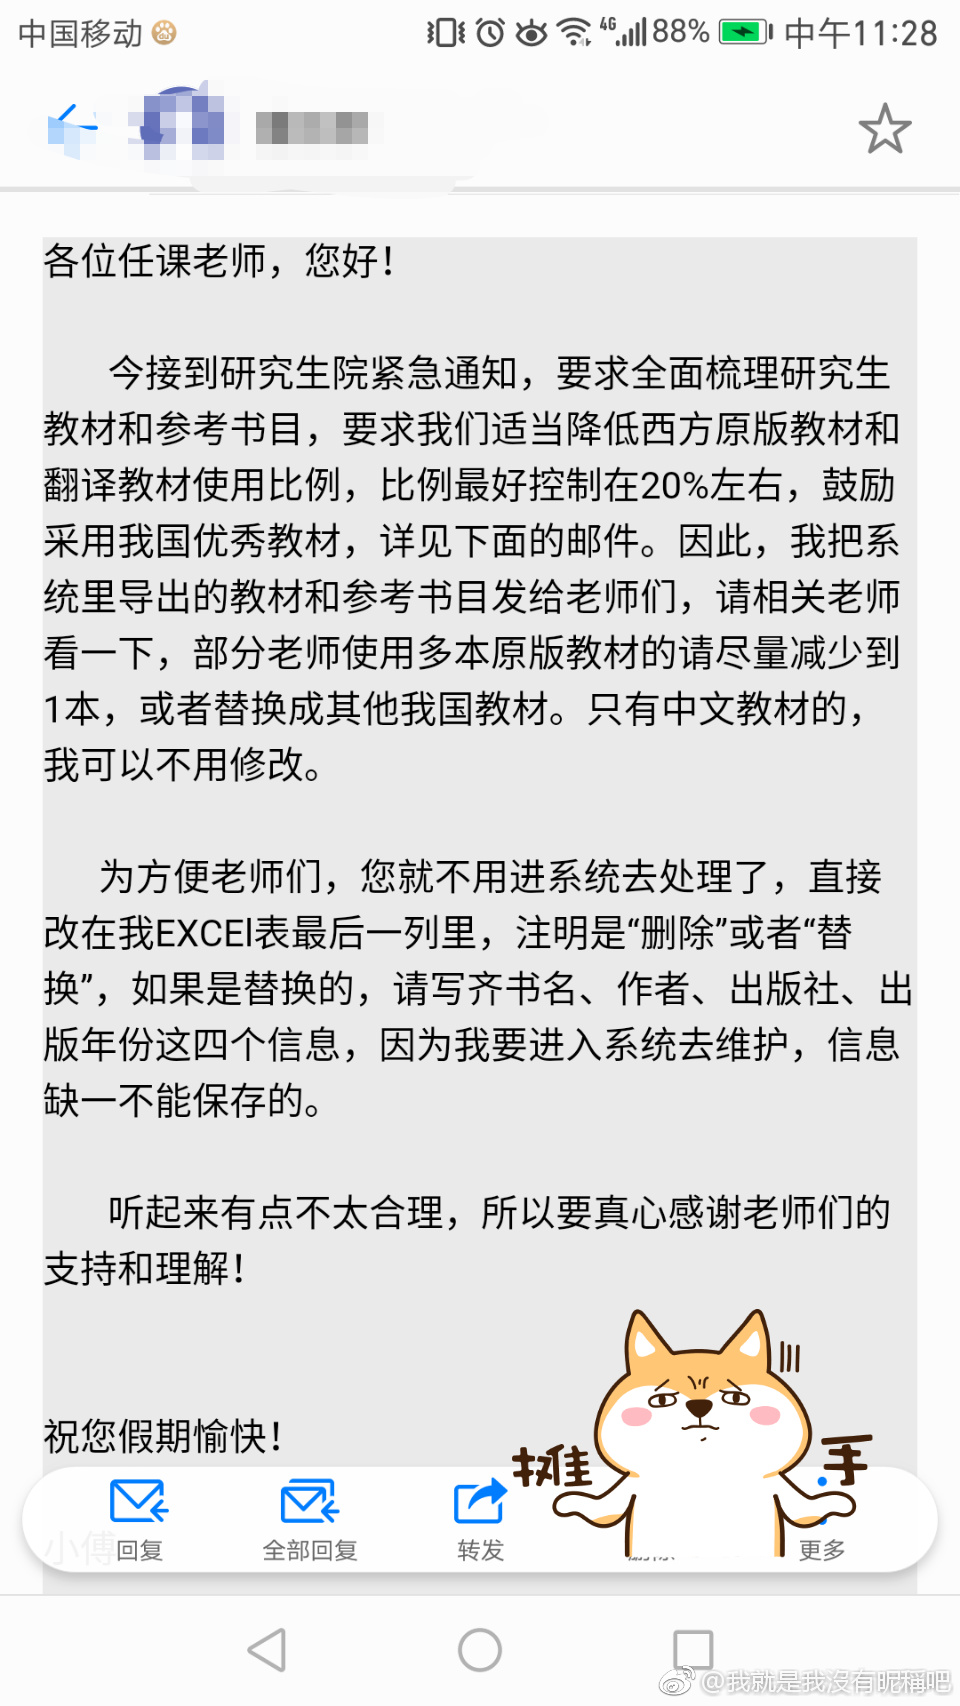 中国移动 4G 88% 中午11:28
各位任课老师，您好！
今接到研究生院紧急通知，要求全面梳理研究生
教材和参考书目，要求我们适当降低西方原版教材和
翻译教材使用比例，比例最好控制在20%左右，鼓励
采用我国优秀教材，详见下面的邮件。因此，我把系
统里导出的教材和参考书目发给老师们，请相关老师
看一下，部分老师使用多本原版教材的请尽量减少到
1本，或者替换成其他我国教材。只有中文教材的，
我可以不用修改。
为方便老师们，您就不用进系统去处理了，直接
改在我EXCEl表最后一列里，注明是“删除”或者“替
换”，如果是替换的，请写齐书名、作者、出版社、出
版年份这四个信息，因为我要进入系统去维护，信息
缺一不能保存的。
听起来有点不太合理，所以要真心感谢老师们的
支持和理解！
祝您假期愉快！
摊手
小傅
回复 全部回复 转发 删除 更多
@我就是我沒有昵稱吧